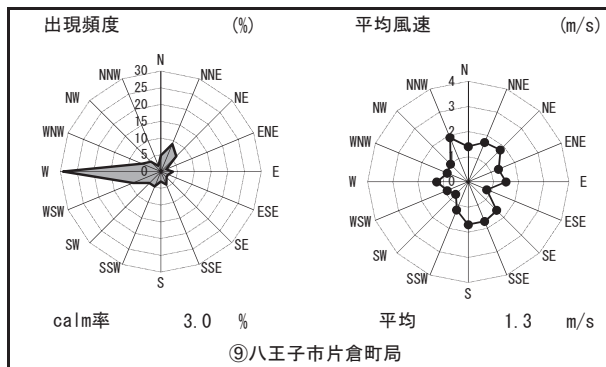 出現頻度 (%)
平均風速 (m/s)
N
NNE
NE
ENE
E
ESE
SE
SSE
S
SSW
SW
WSW
W
WNW
NW
NNW
30
25
20
15
10
5
0
N
NNE
NE
ENE
E
ESE
SE
SSE
S
SSW
SW
WSW
W
WNW
NW
NNW
4
3
2
1
0
calm率 3.0 %
平均 1.3 m/s
⑨八王子市片倉町局